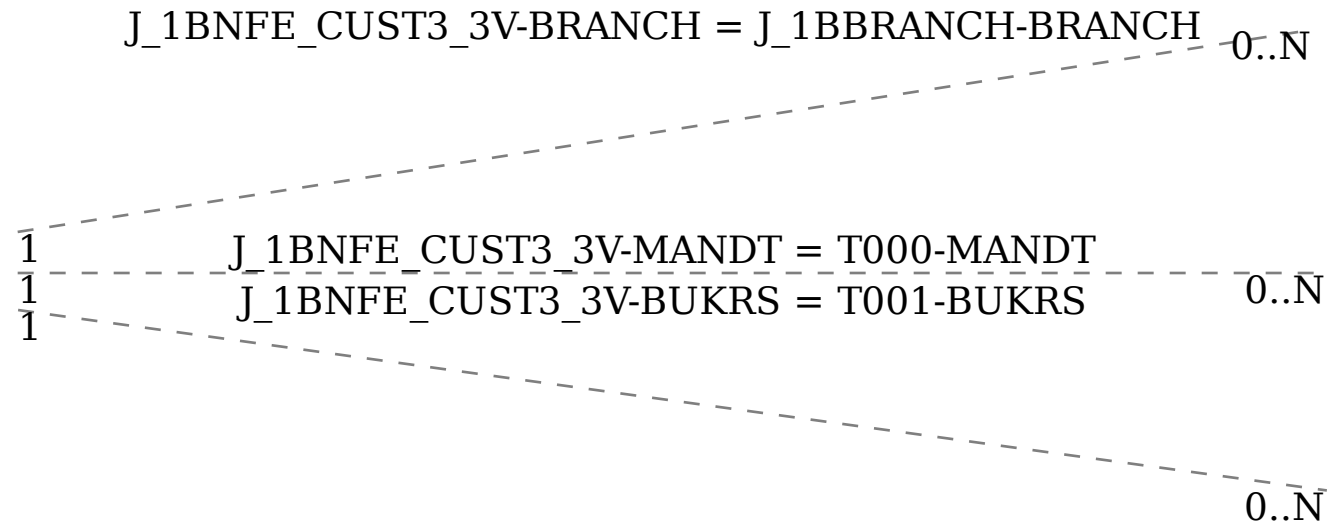 J_1BNFE_CUST3_3V-BRANCH = J_1BBRANCH-BRANCH
0..N
1
J_1BNFE_CUST3_3V-MANDT = T000-MANDT
1
0..N
J_1BNFE_CUST3_3V-BUKRS = T001-BUKRS
1
0..N